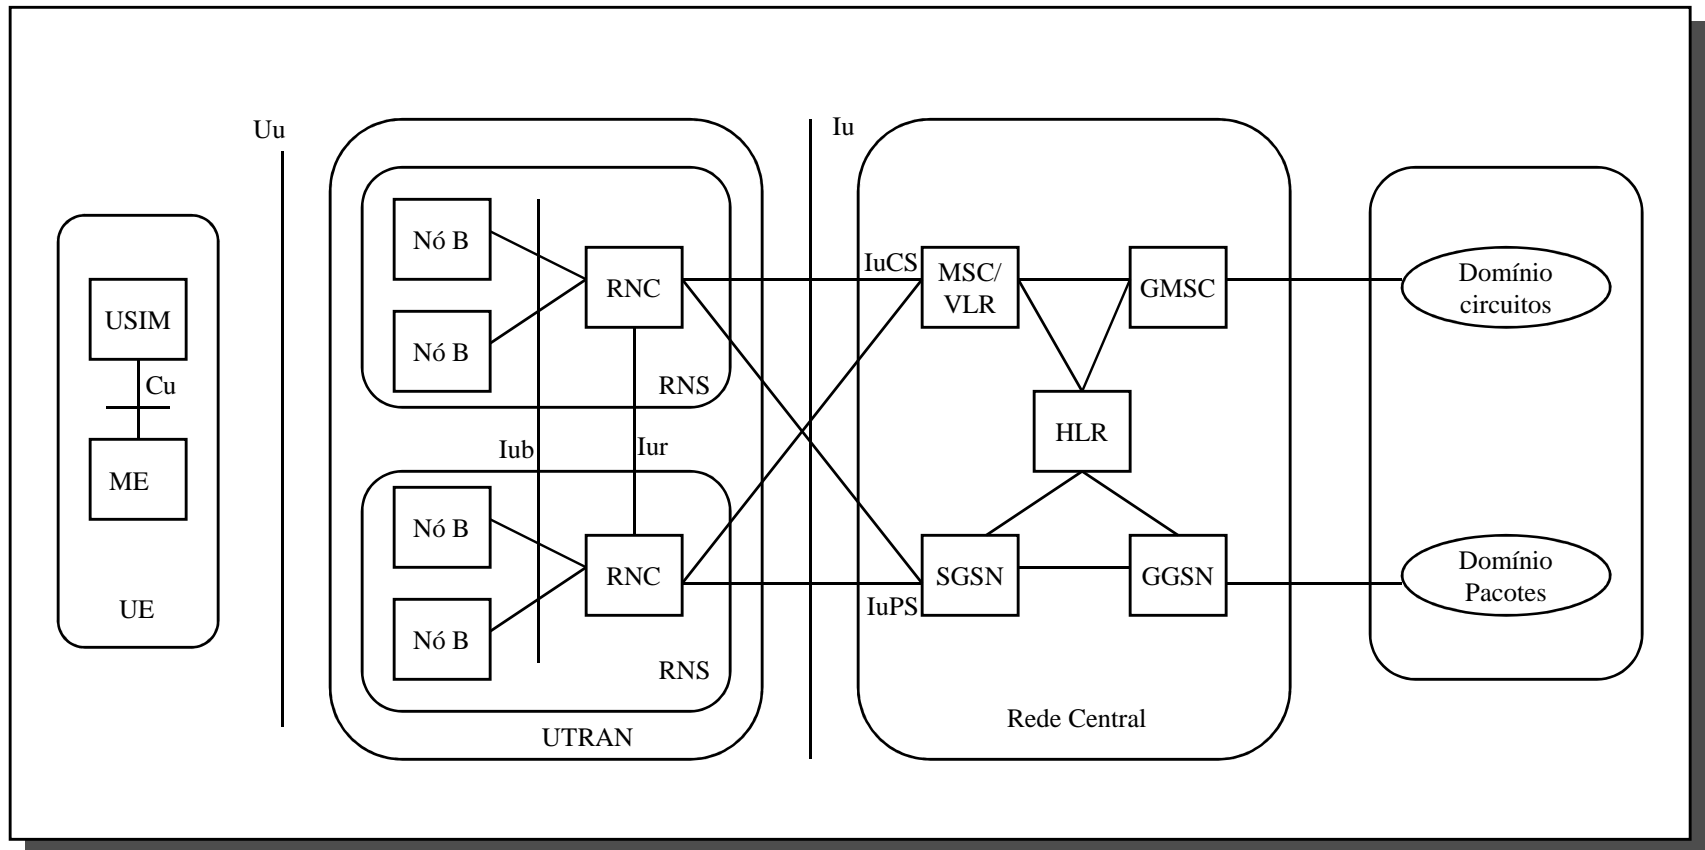 Uu
USIM
Cu
ME
UE
Nó B
Nó B
RNC
RNS
Iub
Iur
Nó B
Nó B
RNC
RNS
UTRAN
Iu
IuCS
MSC/
VLR
GMSC
HLR
SGSN
IuPS
GGSN
Rede Central
Domínio
circuitos
Domínio
Pacotes